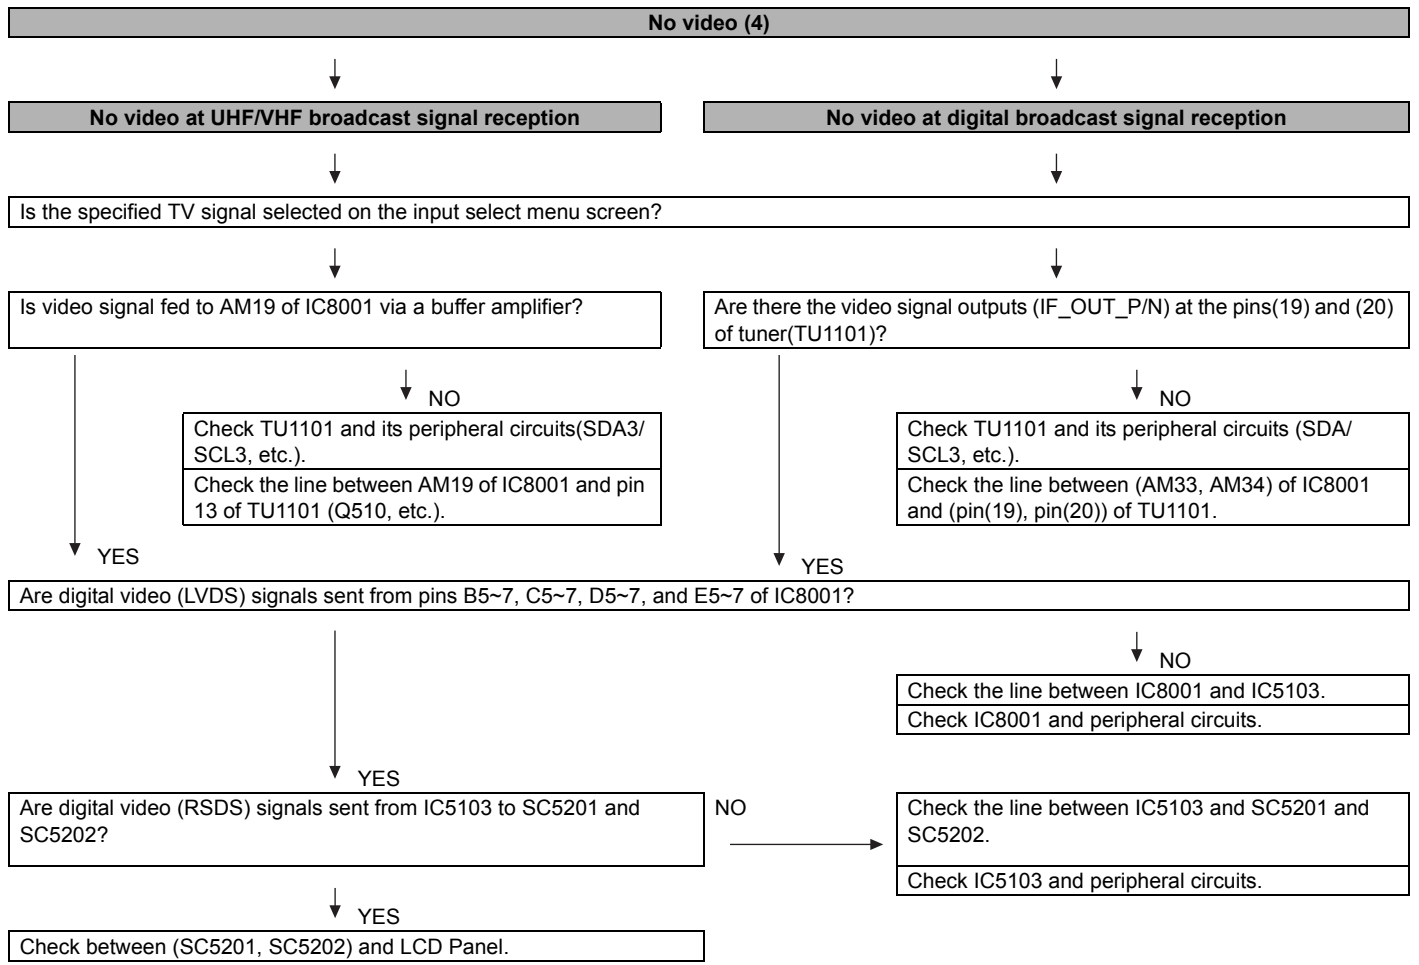 No video (4)
No video at UHF/VHF broadcast signal reception
No video at digital broadcast signal reception
Is the specified TV signal selected on the input select menu screen?
Is video signal fed to AM19 of IC8001 via a buffer amplifier?
Are there the video signal outputs (IF_OUT_P/N) at the pins(19) and (20)
of tuner(TU1101)?
NO
Check TU1101 and its peripheral circuits(SDA3/
SCL3, etc.).
Check the line between AM19 of IC8001 and pin
13 of TU1101 (Q510, etc.).
NO
Check TU1101 and its peripheral circuits (SDA/
SCL3, etc.).
Check the line between (AM33, AM34) of IC8001
and (pin(19), pin(20)) of TU1101.
YES
YES
Are digital video (LVDS) signals sent from pins B5~7, C5~7, D5~7, and E5~7 of IC8001?
NO
Check the line between IC8001 and IC5103.
Check IC8001 and peripheral circuits.
YES
Are digital video (RSDS) signals sent from IC5103 to SC5201 and
SC5202?
NO
Check the line between IC5103 and SC5201 and
SC5202.
Check IC5103 and peripheral circuits.
YES
Check between (SC5201, SC5202) and LCD Panel.